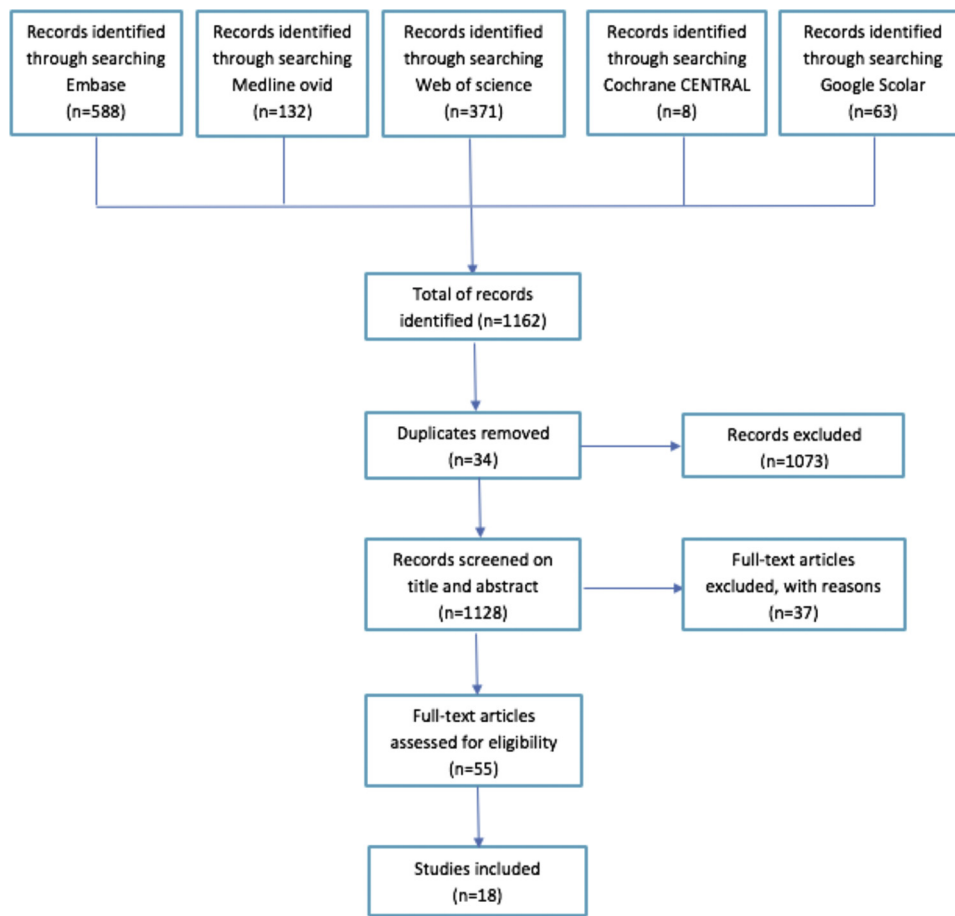 Records identified
through searching
Embase
(n=588)
Records identified
through searching
Medline ovid
(n=132)
Records identified
through searching
Web of science
(n=371)
Records identified
through searching
Cochrane CENTRAL
(n=8)
Records identified
through searching
Google Scolar
(n=63)
Total of records
identified (n=1162)
Duplicates removed
(n=34)
Records excluded
(n=1073)
Records screened on
title and abstract
(n=1128)
Full-text articles
excluded, with reasons
(n=37)
Full-text articles
assessed for eligibility
(n=55)
Studies included
(n=18)